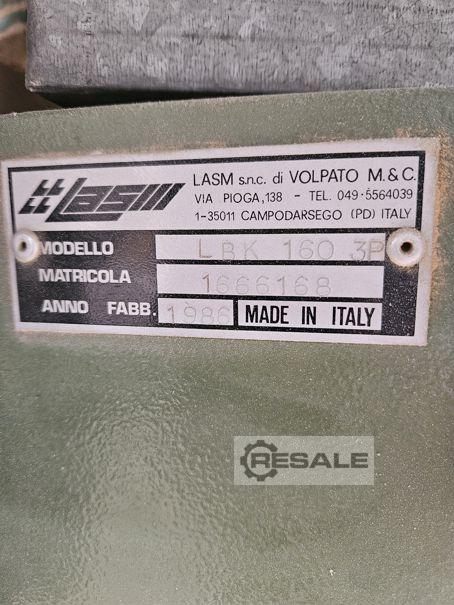 Lasm
LASM s.n.c. di VOLPATO M.& C.
VIA PIOGA,138 - TEL. 049-5564039
1-35011 CAMPODARSEGO (PD) ITALY
MODELLO LBK 160 3P
MATRICOLA 1666168
ANNO FABB. 1986 MADE IN ITALY
RESALE